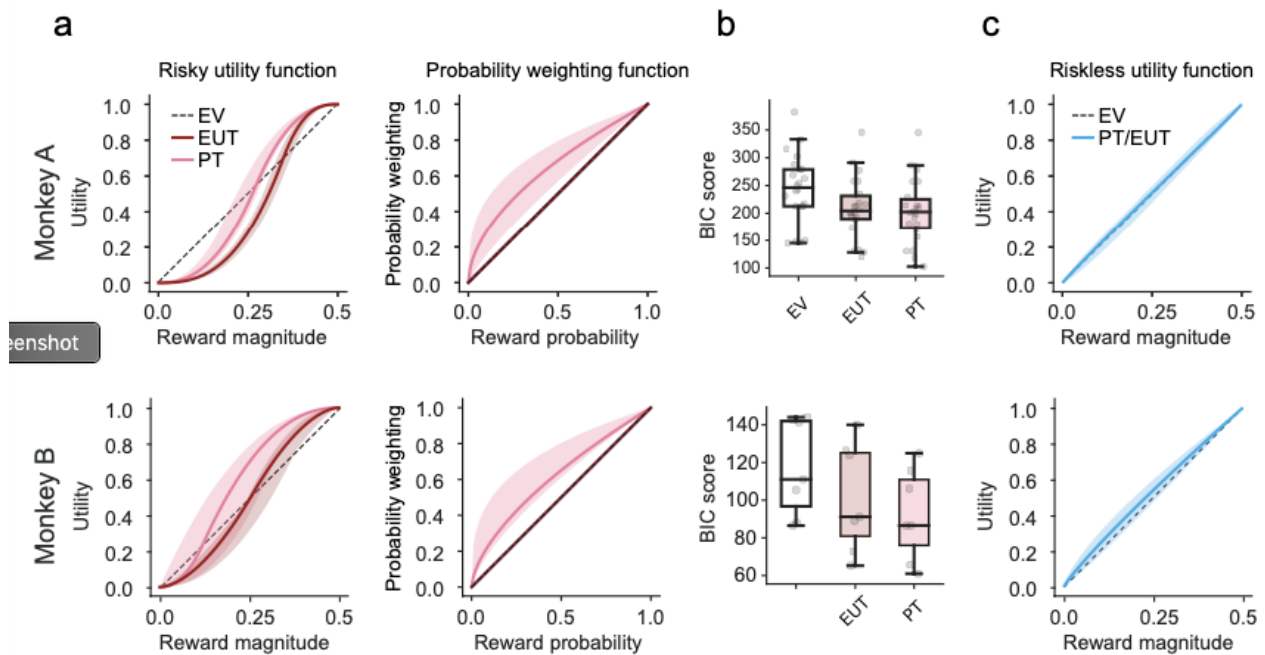 a
b
c
Risky utility function
Probability weighting function
Riskless utility function
Monkey A
Utility
1.0
0.8
0.6
0.4
0.2
0.0
EV
EUT
PT
0.0 0.25 0.5
Reward magnitude
Probability weighting
1.0
0.8
0.6
0.4
0.2
0.0
0.0 0.5 1.0
Reward probability
BIC score
350
300
250
200
150
100
EV EUT PT
Utility
1.0
0.8
0.6
0.4
0.2
0.0
EV
PT/EUT
0.0 0.25 0.5
Reward magnitude
eenshot
Monkey B
Utility
1.0
0.8
0.6
0.4
0.2
0.0
0.0 0.25 0.5
Reward magnitude
Probability weighting
1.0
0.8
0.6
0.4
0.2
0.0
0.0 0.5 1.0
Reward probability
BIC score
140
120
100
80
60
EUT PT
Utility
1.0
0.8
0.6
0.4
0.2
0.0
0.0 0.25 0.5
Reward magnitude